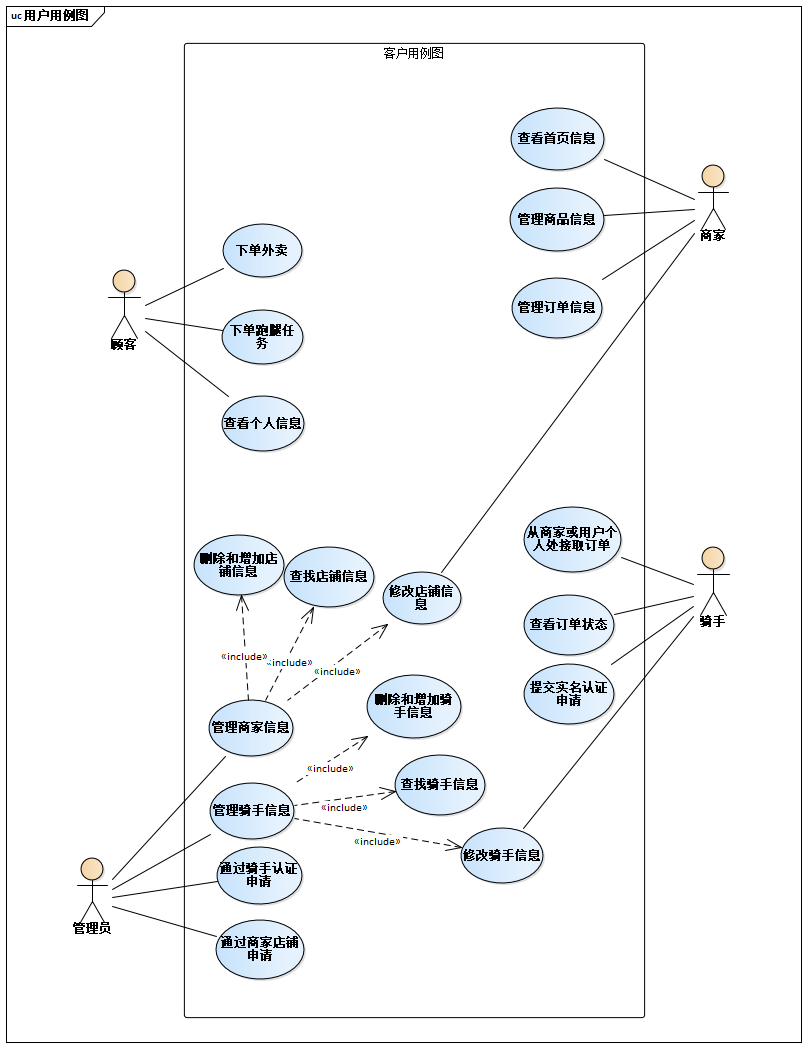 uc 用户用例图
客户用例图
查看首页信息
管理商品信息
商家
下单外卖
管理订单信息
顾客
下单跑腿任
务
查看个人信息
从商家或用户个
人处接取订单
删除和增加店
铺信息
查找店铺信息
修改店铺信
息
查看订单状态
骑手
«include»
«include»
«include»
提交实名认证
申请
删除和增加骑
手信息
管理商家信息
«include»
查找骑手信息
管理骑手信息
«include»
«include»
修改骑手信息
通过骑手认证
申请
管理员
通过商家店铺
申请